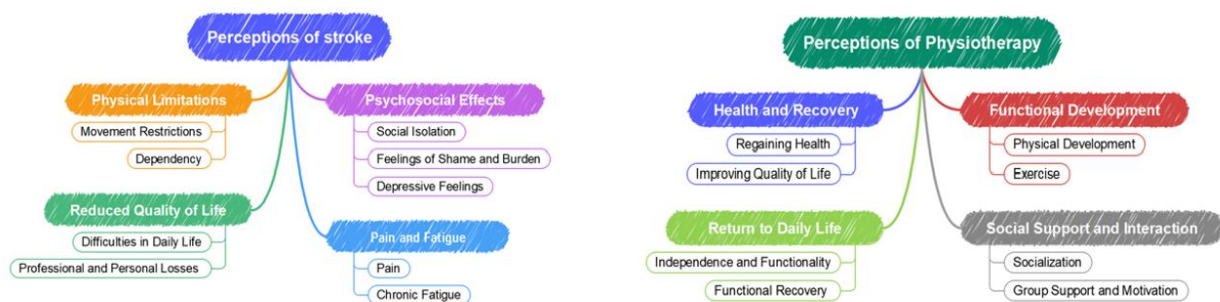 Perceptions of stroke
Physical Limitations
Movement Restrictions
Dependency
Psychosocial Effects
Social Isolation
Feelings of Shame and Burden
Depressive Feelings
Reduced Quality of Life
Difficulties in Daily Life
Professional and Personal Losses
Pain and Fatigue
Pain
Chronic Fatigue
Perceptions of Physiotherapy
Health and Recovery
Regaining Health
Improving Quality of Life
Functional Development
Physical Development
Exercise
Return to Daily Life
Independence and Functionality
Functional Recovery
Social Support and Interaction
Socialization
Group Support and Motivation